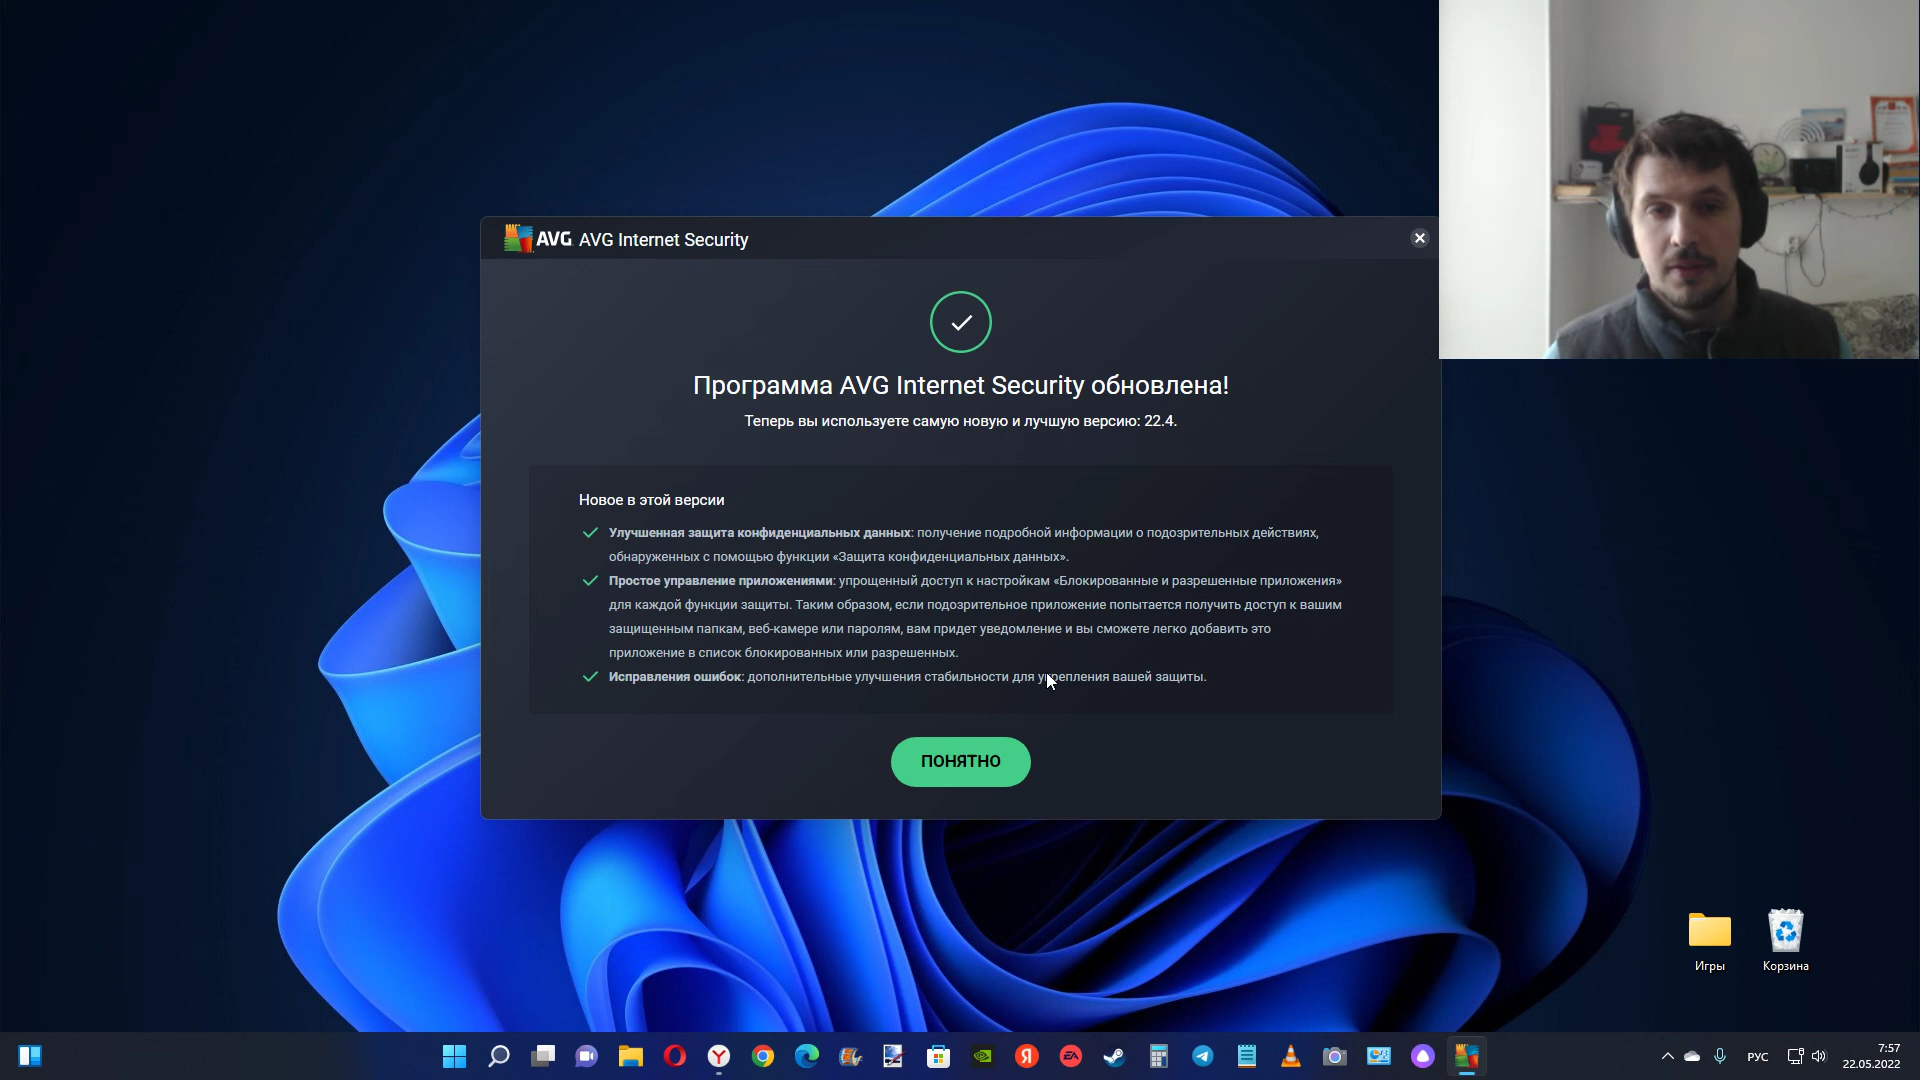 AVG AVG Internet Security
Программа AVG Internet Security обновлена!
Теперь вы используете самую новую и лучшую версию: 22.4.
Новое в этой версии
Улучшенная защита конфиденциальных данных: получение подробной информации о подозрительных действиях,
обнаруженных с помощью функции «Защита конфиденциальных данных».
Простое управление приложениями: упрощенный доступ к настройкам «Блокированные и разрешенные приложения»
для каждой функции защиты. Таким образом, если подозрительное приложение попытается получить доступ к вашим
защищенным папкам, веб-камере или паролям, вам придет уведомление и вы сможете легко добавить это
приложение в список блокированных или разрешенных.
Исправления ошибок: дополнительные улучшения стабильности для укрепления вашей защиты.
ПОНЯТНО
Игры
Корзина
РУС
7:57
22.05.2022